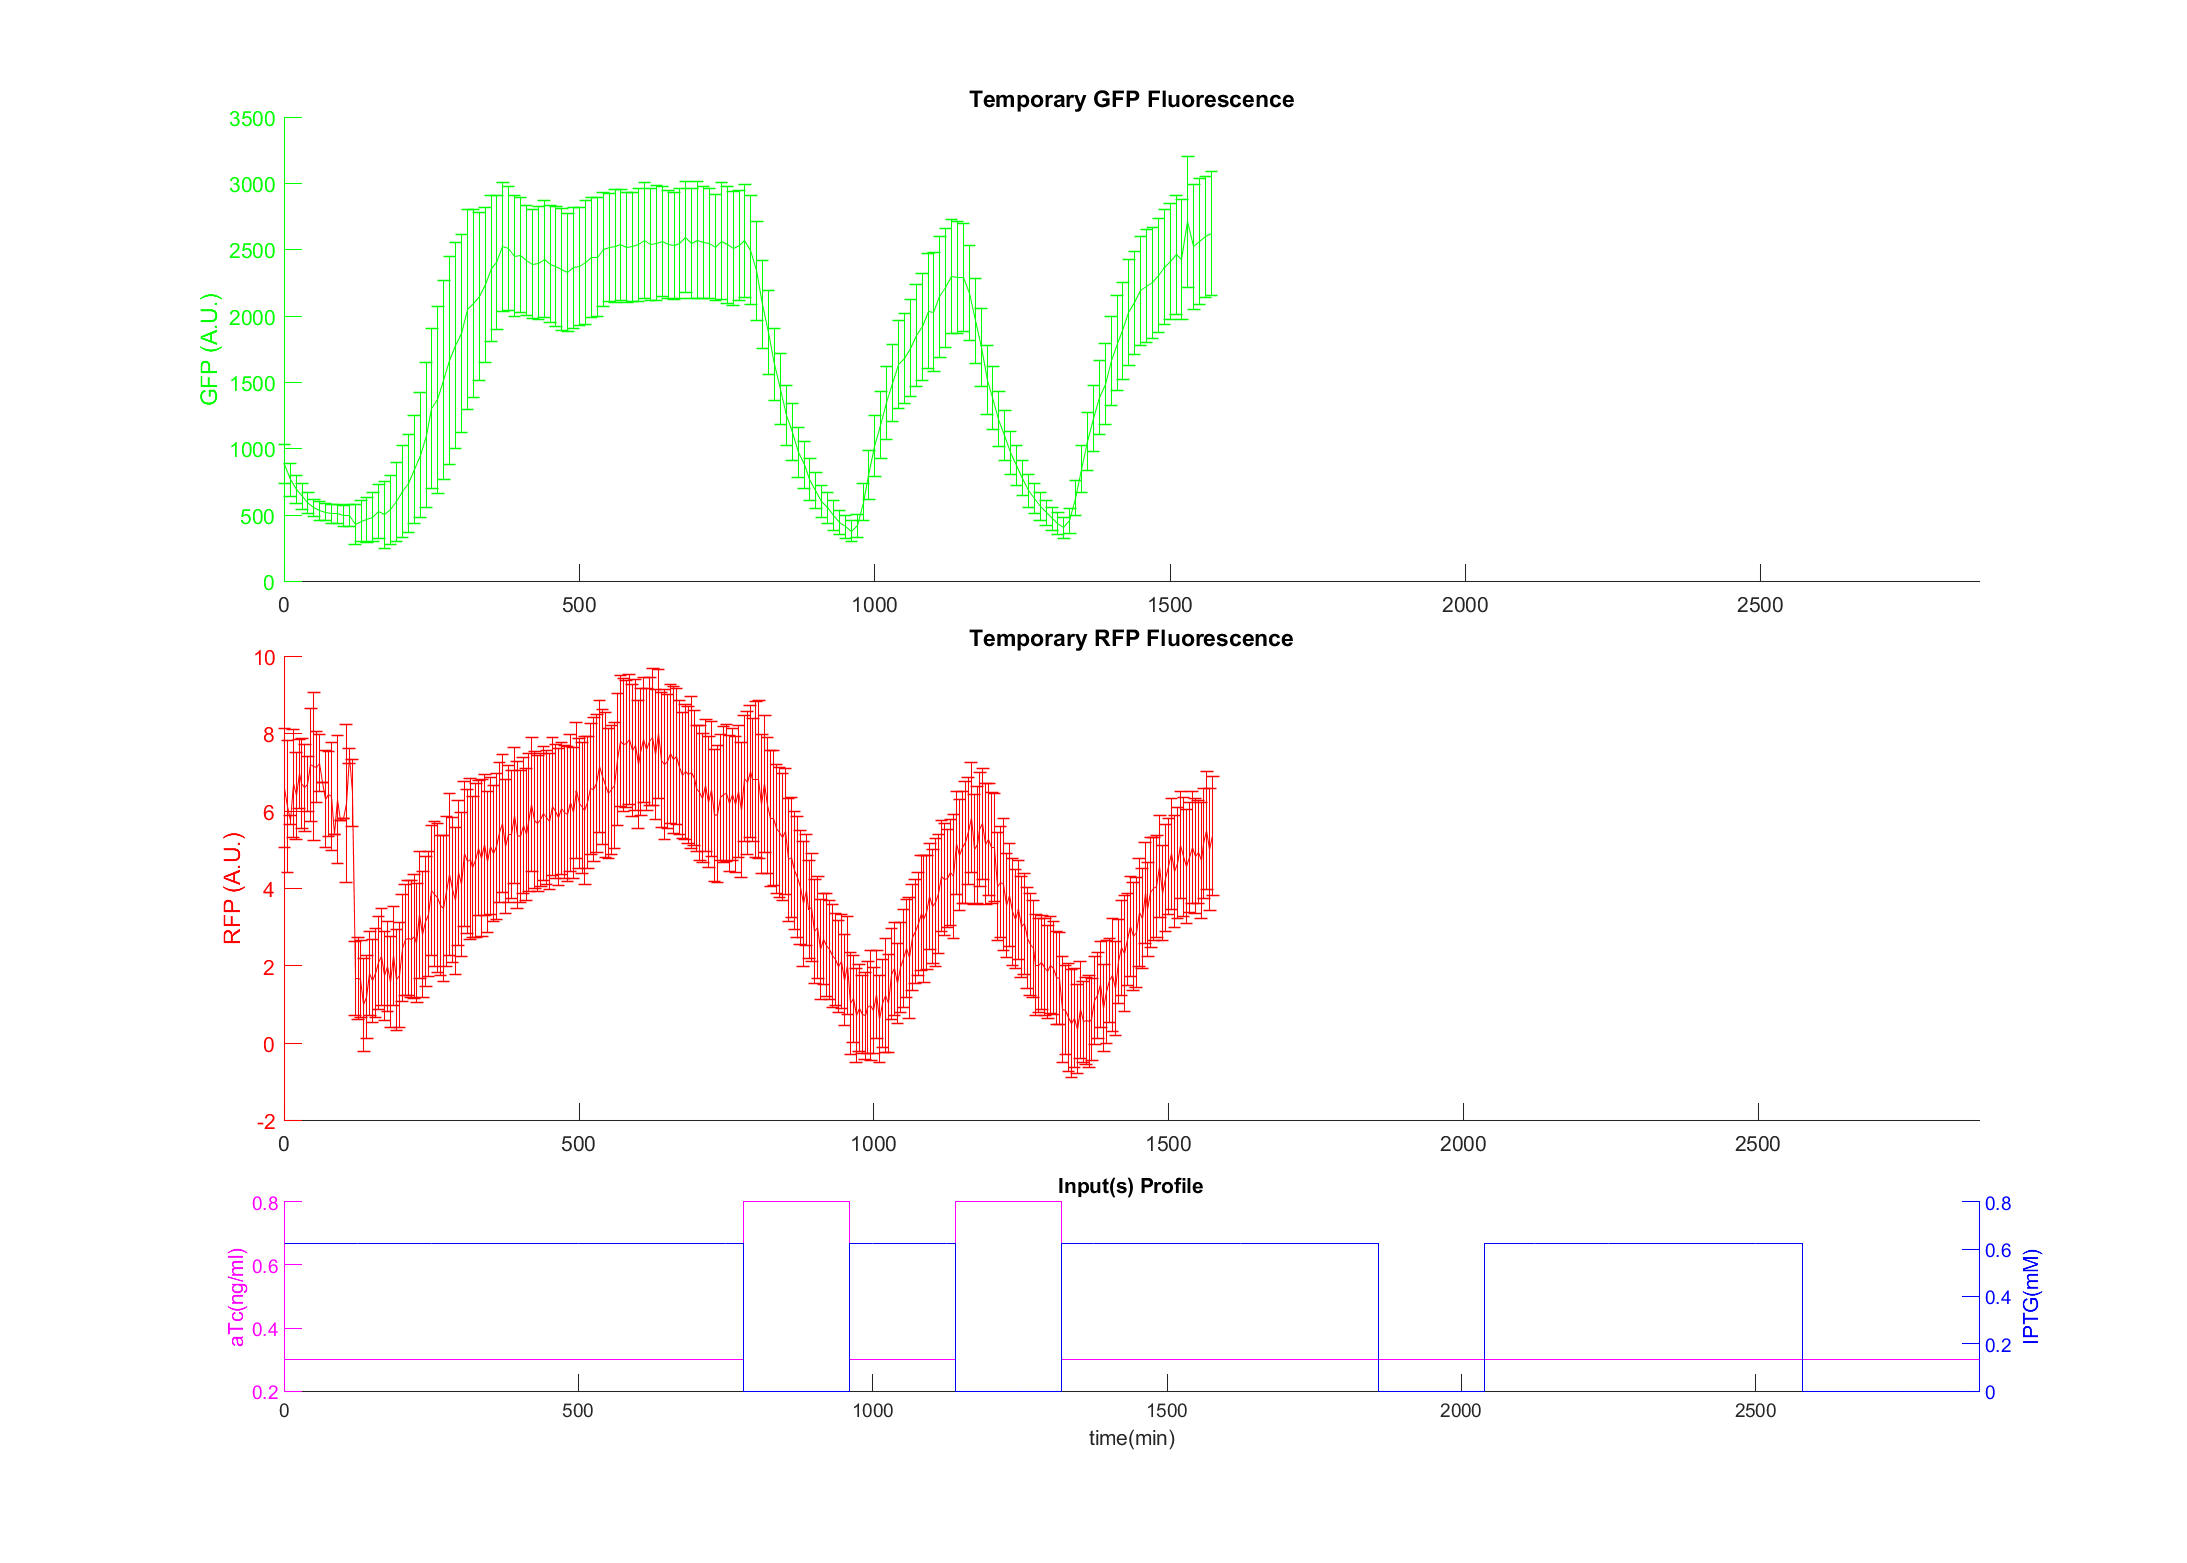 Temporary GFP Fluorescence
GFP (A.U.)
3500
3000
2500
2000
1500
1000
500
0
0 500 1000 1500 2000 2500
Temporary RFP Fluorescence
RFP (A.U.)
10
8
6
4
2
0
-2
0 500 1000 1500 2000 2500
Input(s) Profile
aTc(ng/ml)
0.8
0.6
0.4
0.2
0.8
0.6
0.4
0.2
0
IPTG(mM)
0 500 1000 1500 2000 2500
time(min)